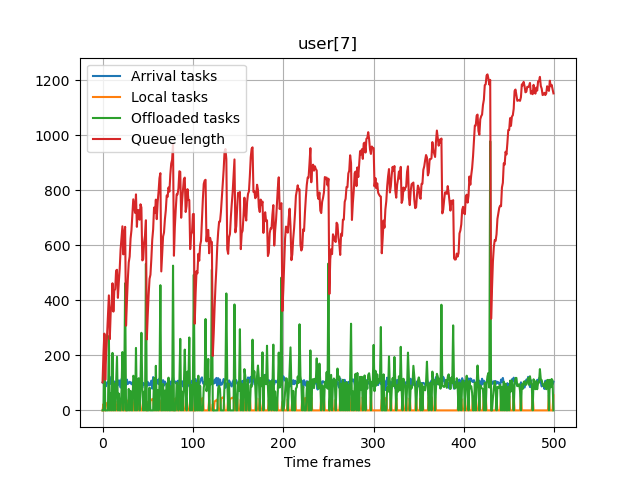 user[7]
Arrival tasks
Local tasks
Offloaded tasks
Queue length
1200
1000
800
600
400
200
0
0 100 200 300 400 500
Time frames